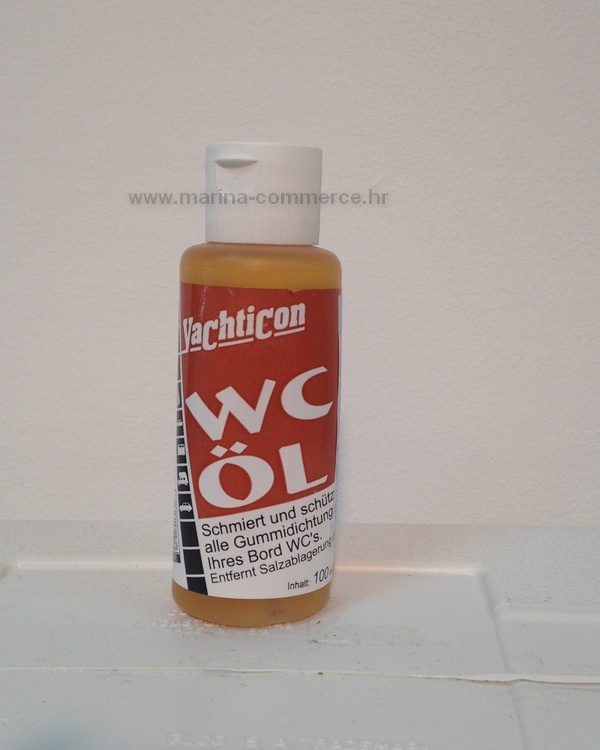 www.marina-commerce.hr
Yachticon
WC
ÖL
Schmiert und schütz
alle Gummidichtung
Ihres Bord WC's.
Entfernt Salzablagerung
Inhalt: 100